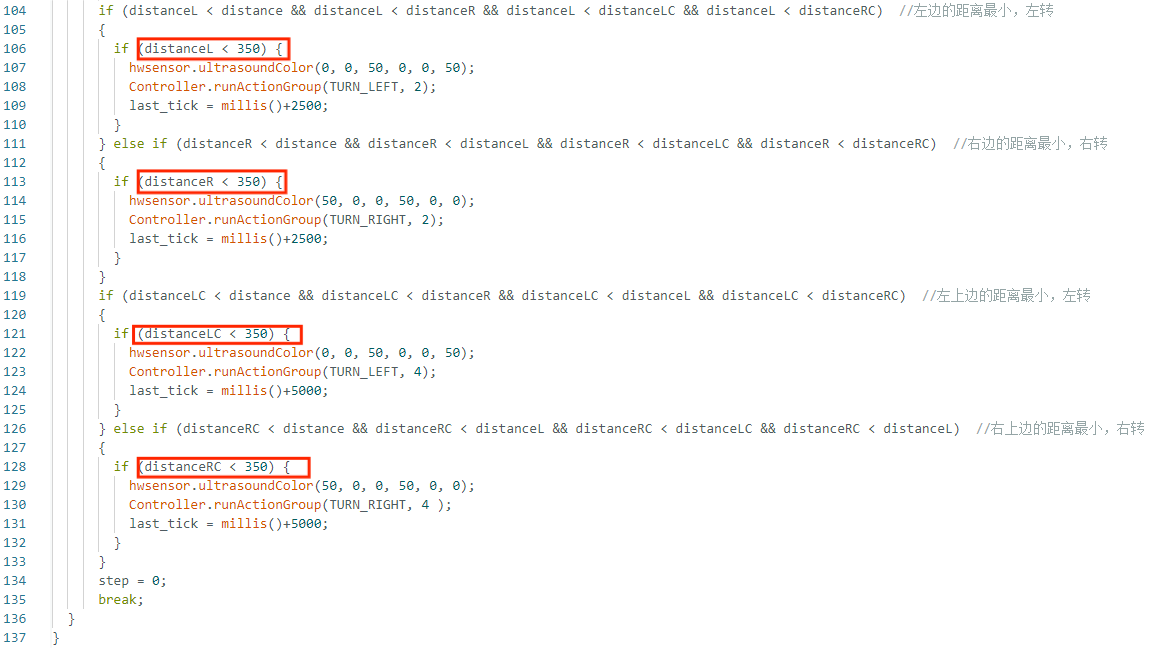 104 if (distanceL < distance && distanceL < distanceR && distanceL < distanceLC && distanceL < distanceRC) //左边的距离最小，左转
105 {
106 if (distanceL < 350) {
107 hwsensor.ultrasoundColor(0, 0, 50, 0, 0, 50);
108 Controller.runActionGroup(TURN_LEFT, 2);
109 last_tick = millis()+2500;
110 }
111 } else if (distanceR < distance && distanceR < distanceL && distanceR < distanceLC && distanceR < distanceRC) //右边的距离最小，右转
112 {
113 if (distanceR < 350) {
114 hwsensor.ultrasoundColor(50, 0, 0, 50, 0, 0);
115 Controller.runActionGroup(TURN_RIGHT, 2);
116 last_tick = millis()+2500;
117 }
118 }
119 if (distanceLC < distance && distanceLC < distanceR && distanceLC < distanceL && distanceLC < distanceRC) //左上边的距离最小，左转
120 {
121 if (distanceLC < 350) {
122 hwsensor.ultrasoundColor(0, 0, 50, 0, 0, 50);
123 Controller.runActionGroup(TURN_LEFT, 4);
124 last_tick = millis()+5000;
125 }
126 } else if (distanceRC < distance && distanceRC < distanceL && distanceRC < distanceLC && distanceRC < distanceL) //右上边的距离最小，右转
127 {
128 if (distanceRC < 350) {
129 hwsensor.ultrasoundColor(50, 0, 0, 50, 0, 0);
130 Controller.runActionGroup(TURN_RIGHT, 4 );
131 last_tick = millis()+5000;
132 }
133 }
134 step = 0;
135 break;
136 }
137 }